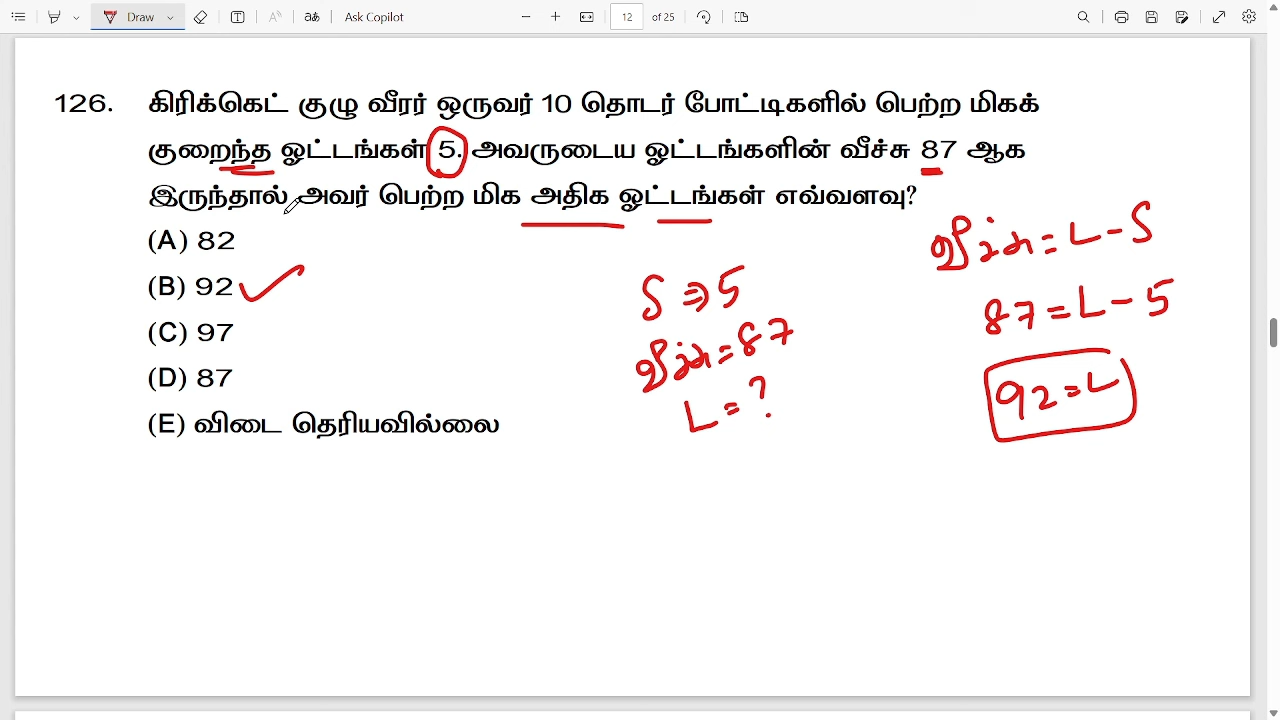 Draw
Ask Copilot
12 of 25
126. கிரிக்கெட் குழு வீரர் ஒருவர் 10 தொடர் போட்டிகளில் பெற்ற மிகக்
குறைந்த ஓட்டங்கள் 5. அவருடைய ஓட்டங்களின் வீச்சு 87 ஆக
இருந்தால் அவர் பெற்ற மிக அதிக ஓட்டங்கள் எவ்வளவு?
(A) 82
(B) 92
(C) 97
(D) 87
(E) விடை தெரியவில்லை
S ⇒ 5
வீச்சு = 87
L = ?
வீச்சு = L - S
87 = L - 5
92 = L